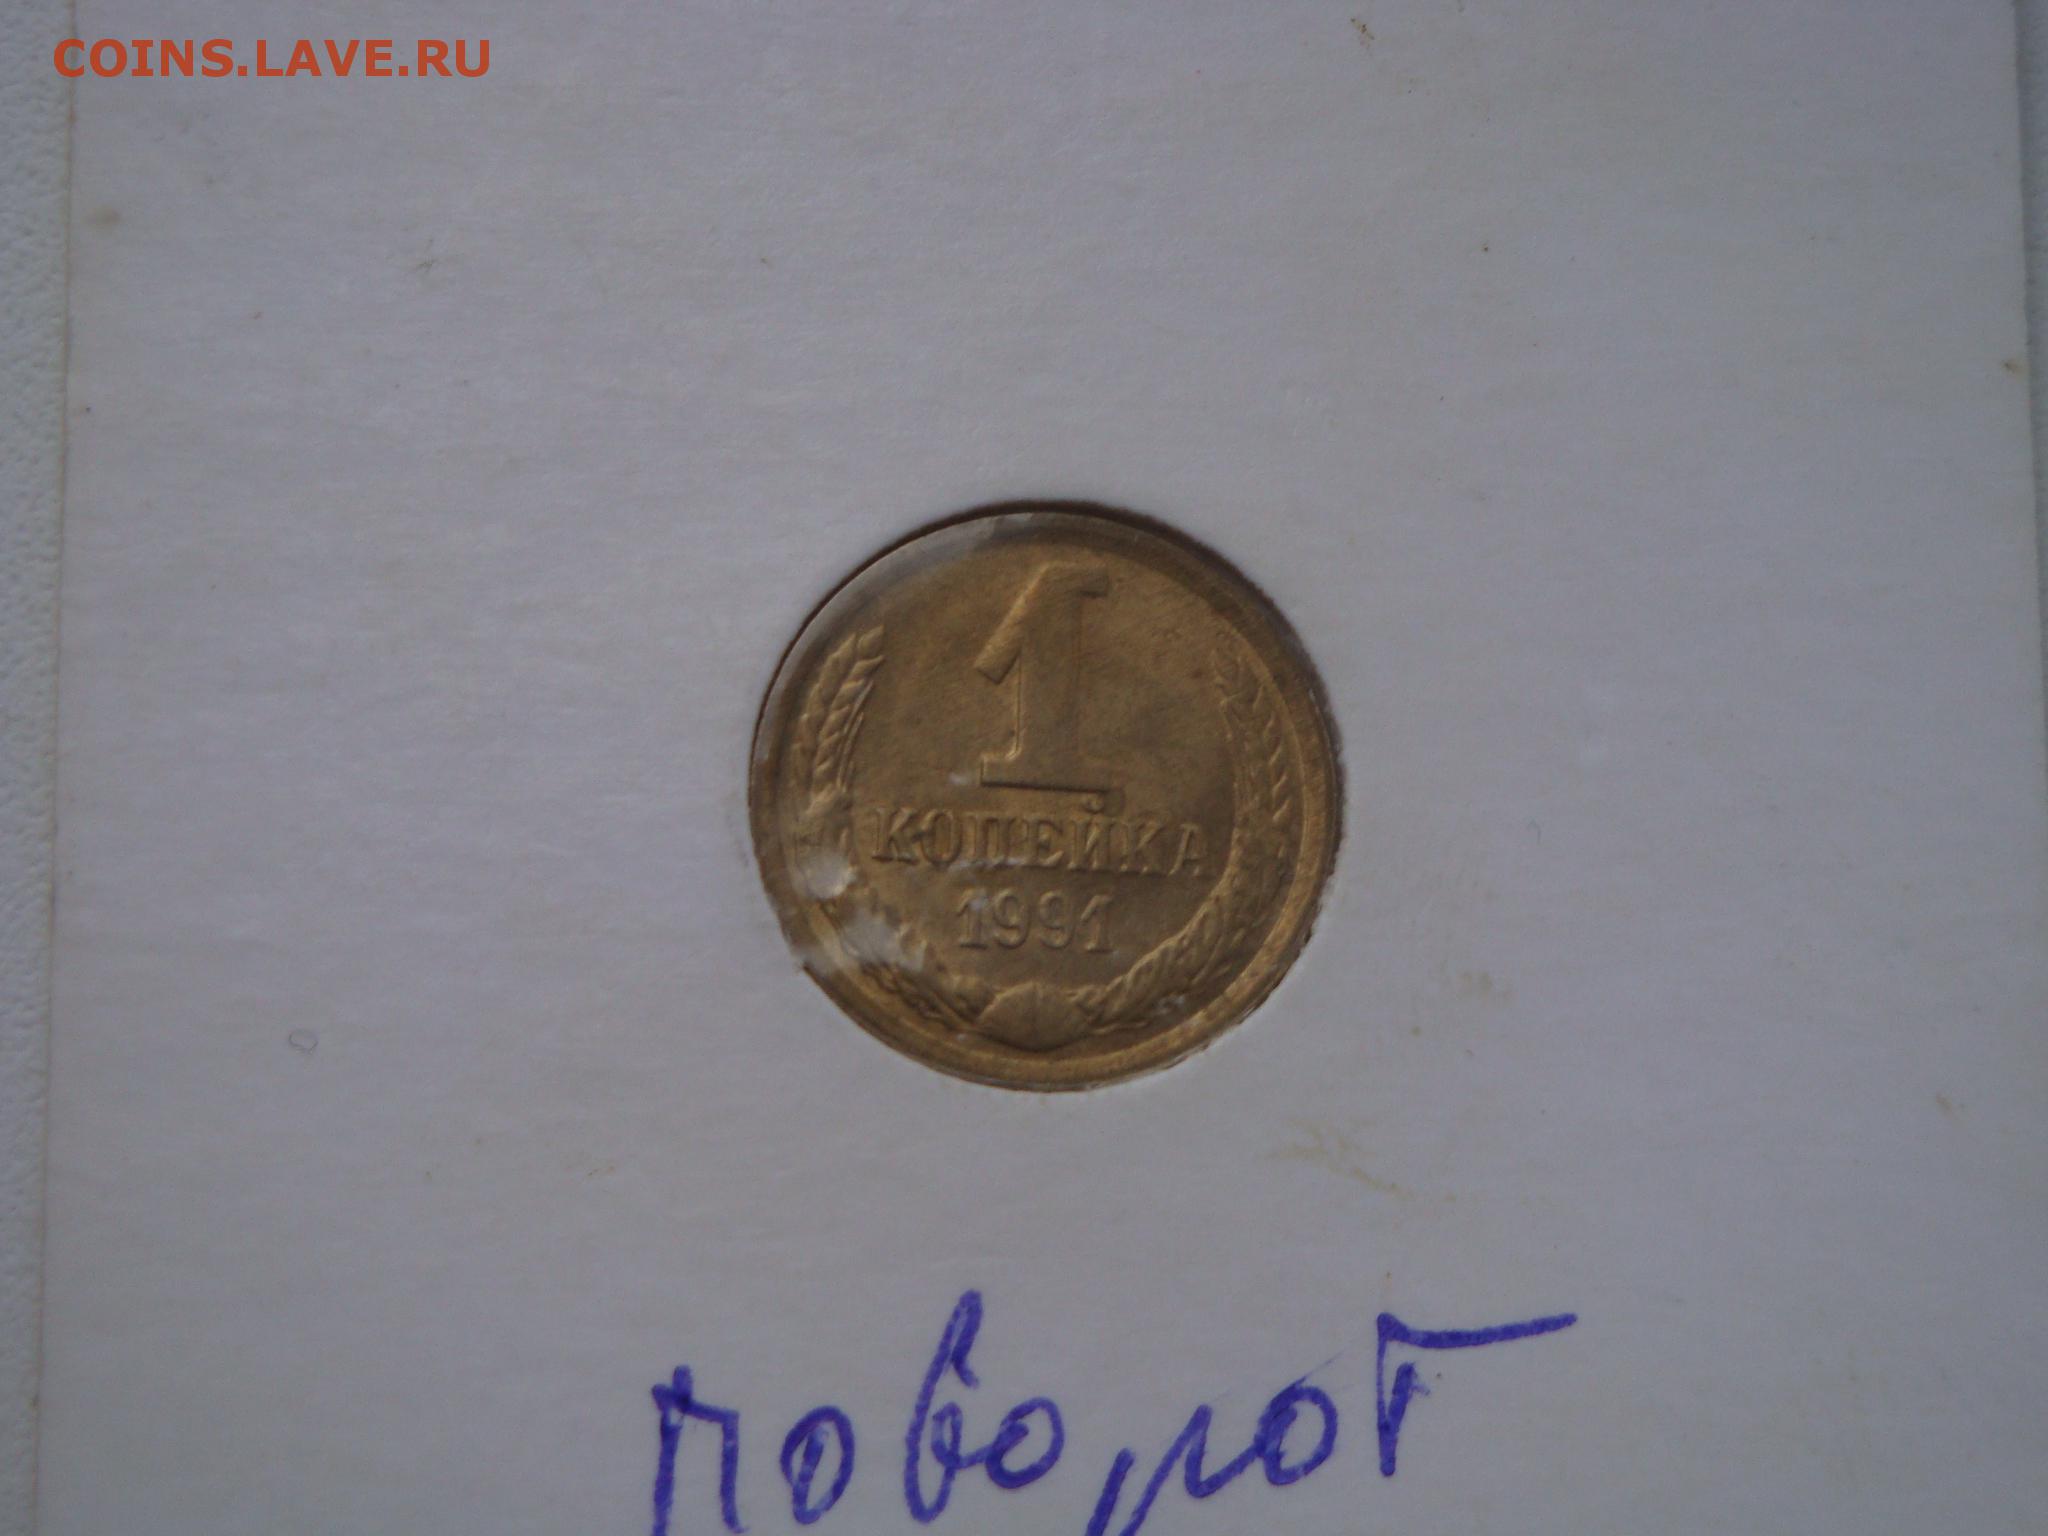 COINS.LAVE.RU
1
КОПЕЙКА
1991
поворот